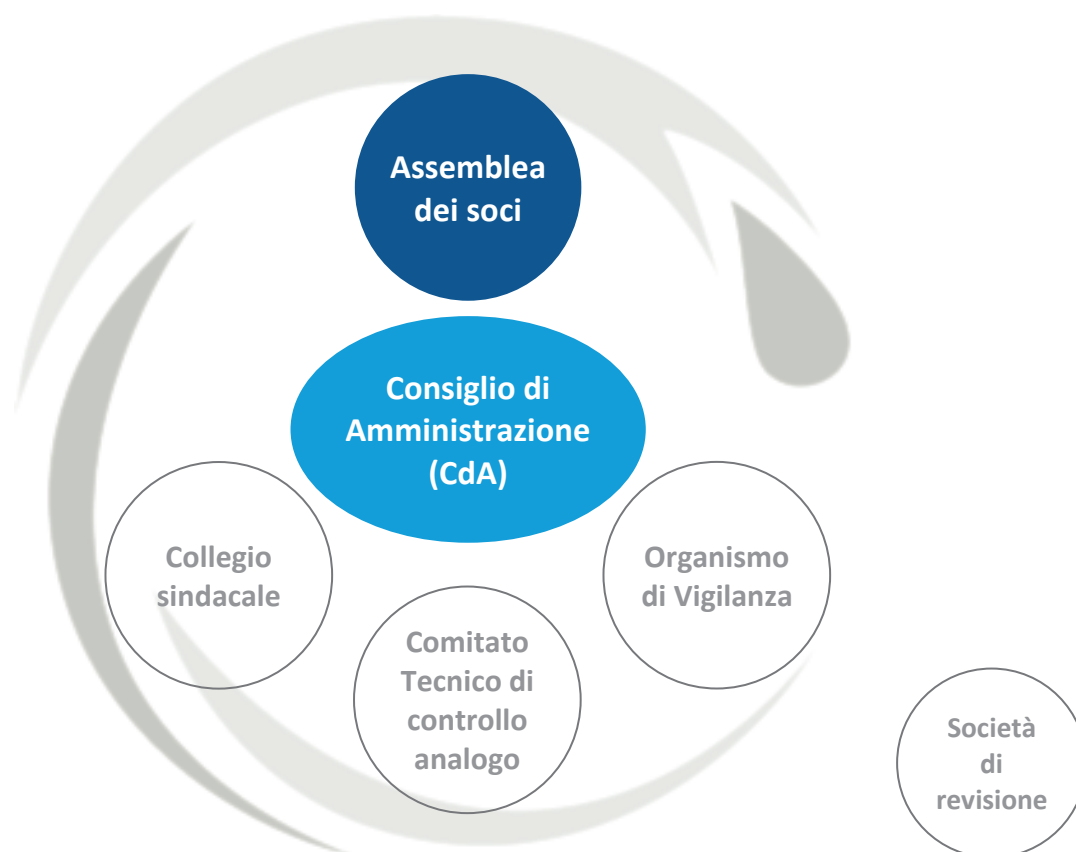 Assemblea
dei soci
Consiglio di
Amministrazione
(CdA)
Collegio
sindacale
Organismo
di Vigilanza
Comitato
Tecnico di
controllo
analogo
Società
di
revisione